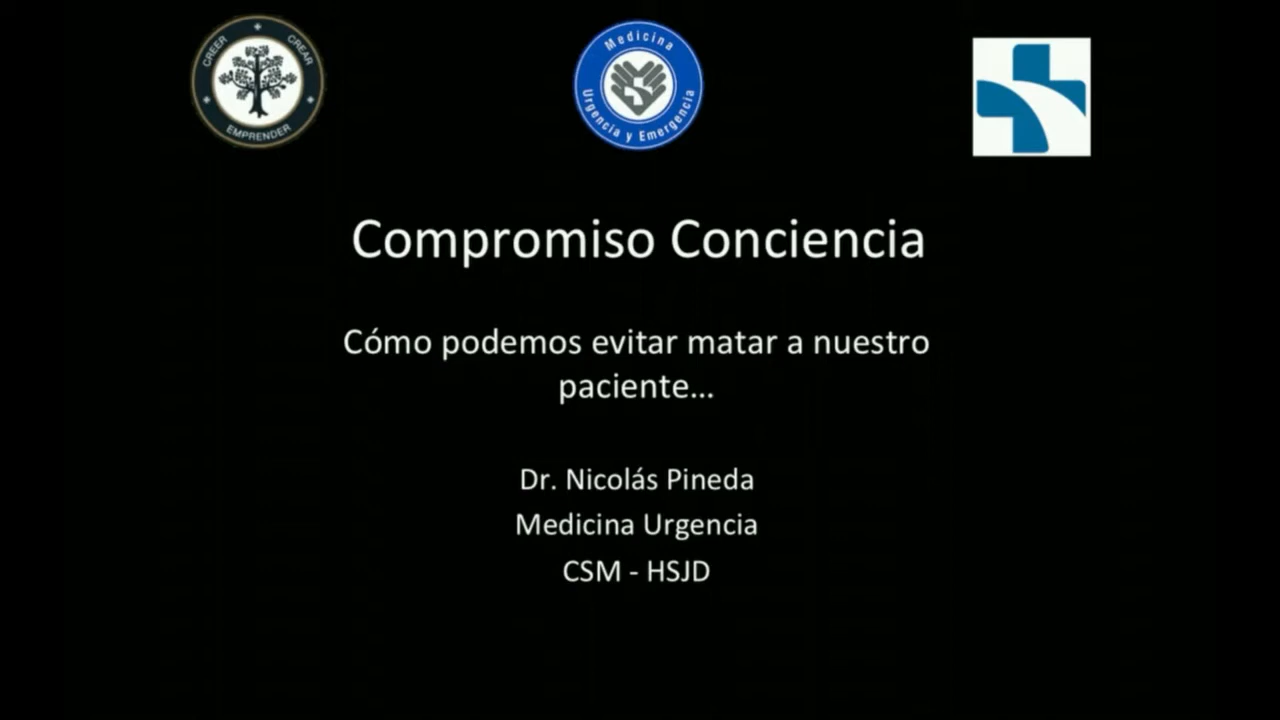 CREER
CREAR
EMPRENDER
Medicina
Urgencia y Emergencia
Compromiso Conciencia
Cómo podemos evitar matar a nuestro
paciente...
Dr. Nicolás Pineda
Medicina Urgencia
CSM - HSJD